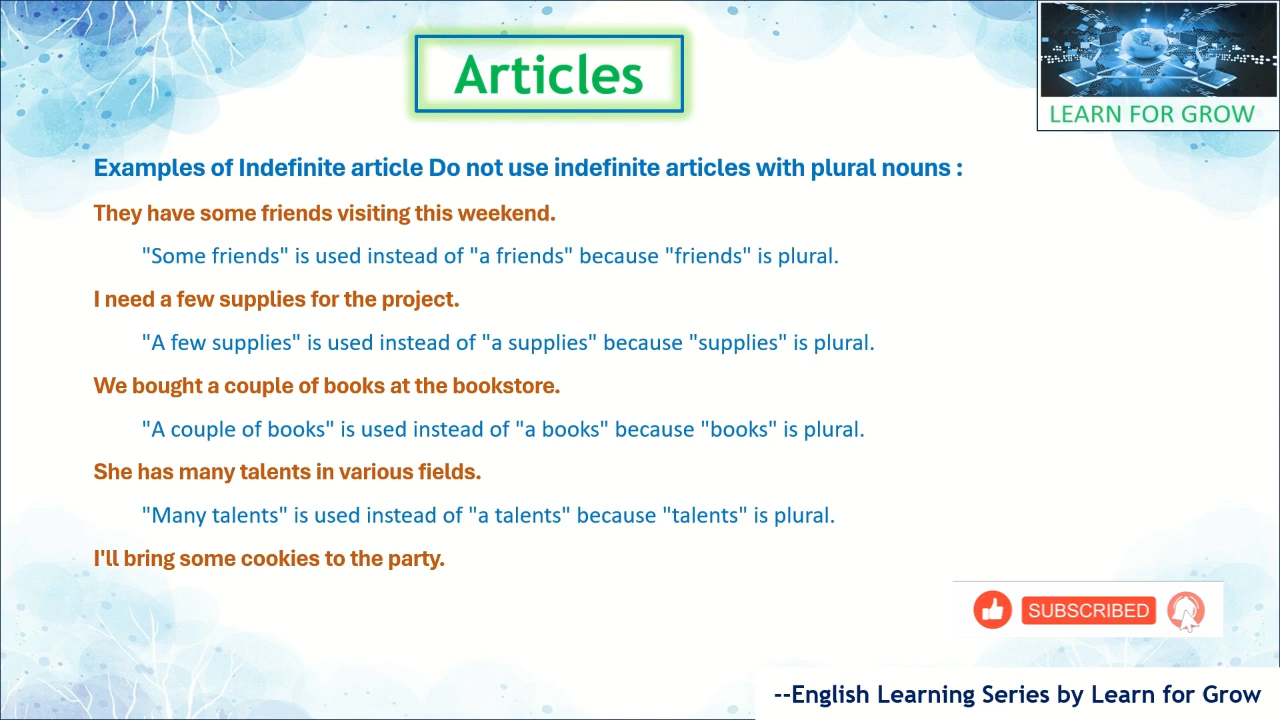 Articles
LEARN FOR GROW
Examples of Indefinite article Do not use indefinite articles with plural nouns :
They have some friends visiting this weekend.
"Some friends" is used instead of "a friends" because "friends" is plural.
I need a few supplies for the project.
"A few supplies" is used instead of "a supplies" because "supplies" is plural.
We bought a couple of books at the bookstore.
"A couple of books" is used instead of "a books" because "books" is plural.
She has many talents in various fields.
"Many talents" is used instead of "a talents" because "talents" is plural.
I'll bring some cookies to the party.
SUBSCRIBED
--English Learning Series by Learn for Grow